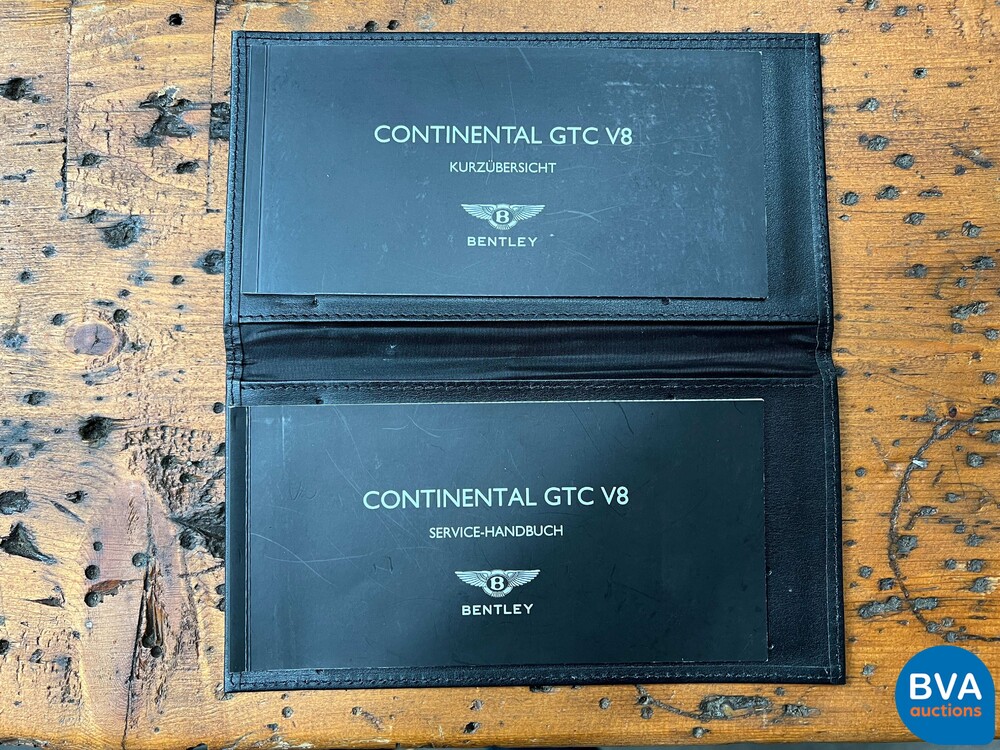 CONTINENTAL GTC V8
KURZÜBERSICHT
B
BENTLEY
CONTINENTAL GTC V8
SERVICE-HANDBUCH
B
BENTLEY
BVA
auctions